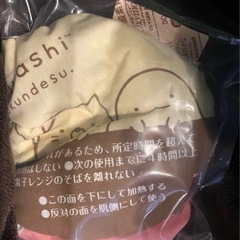 ashi™
kundesu.
があるため、所定時間を超え
しない●次の使用までに4時間以上
電子レンジのそばを離れない
●この面を下にして加熱する
●反対の面を肌側にして使う